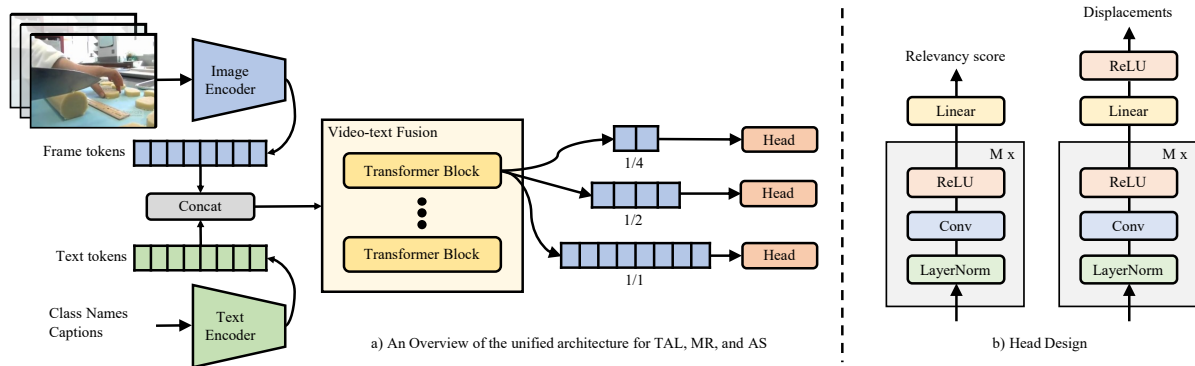 Image
Encoder
Frame tokens
Concat
Text tokens
Class Names
Captions
Text
Encoder
Video-text Fusion
Transformer Block
Transformer Block
1/4
Head
1/2
Head
1/1
Head
a) An Overview of the unified architecture for TAL, MR, and AS
Relevancy score
Linear
M x
ReLU
Conv
LayerNorm
Displacements
ReLU
Linear
M x
ReLU
Conv
LayerNorm
b) Head Design